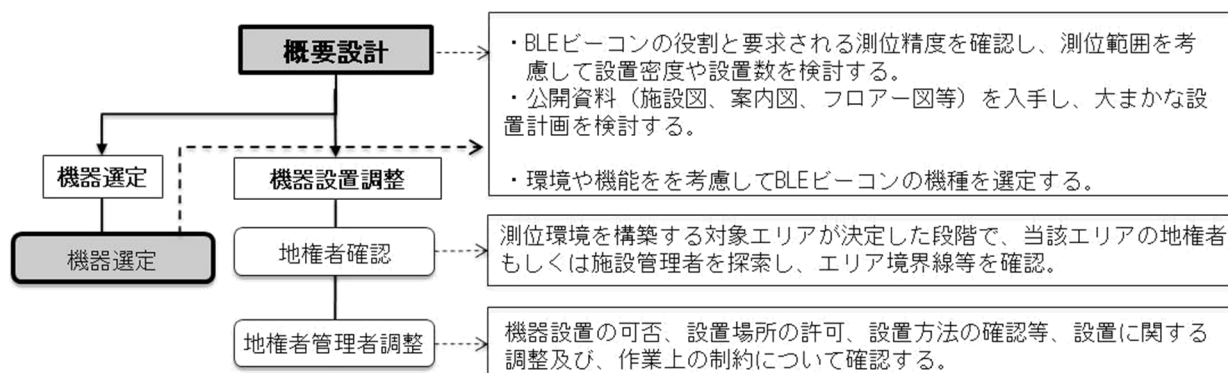 概要設計
・BLEビーコンの役割と要求される測位精度を確認し、測位範囲を考
慮して設置密度や設置数を検討する。
・公開資料（施設図、案内図、フロアー図等）を入手し、大まかな設
置計画を検討する。
・環境や機能をを考慮してBLEビーコンの機種を選定する。
機器選定
機器設置調整
機器選定
地権者確認
測位環境を構築する対象エリアが決定した段階で、当該エリアの地権者
もしくは施設管理者を探索し、エリア境界線等を確認。
地権者管理者調整
機器設置の可否、設置場所の許可、設置方法の確認等、設置に関する
調整及び、作業上の制約について確認する。